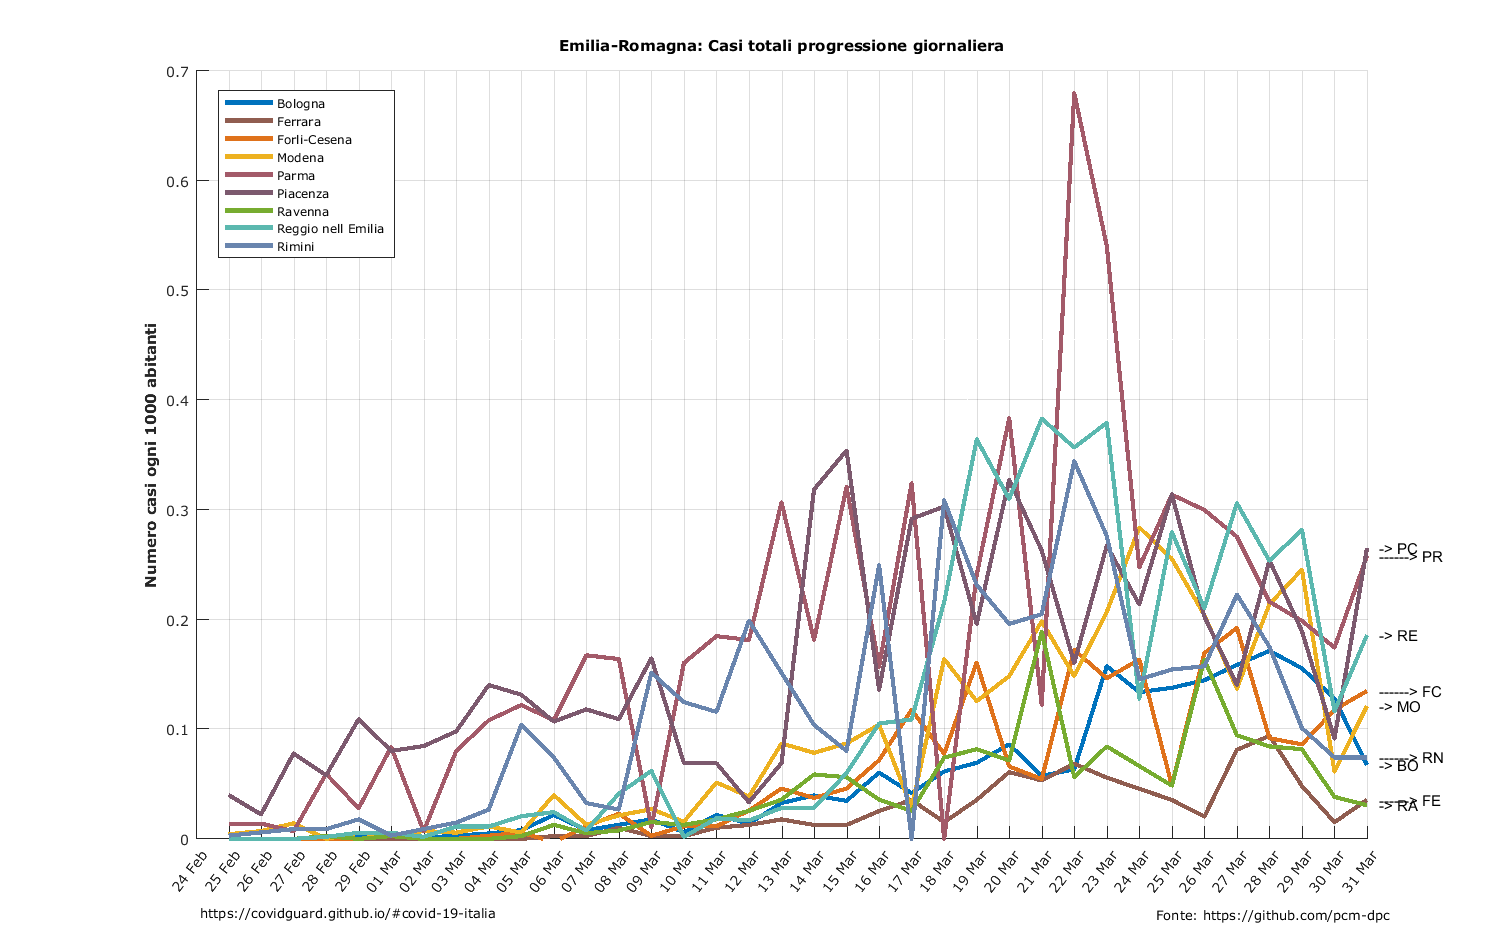 Emilia-Romagna: Casi totali progressione giornaliera
Numero casi ogni 1000 abitanti
0.7
0.6
0.5
0.4
0.3
0.2
0.1
0
Bologna
Ferrara
Forli-Cesena
Modena
Parma
Piacenza
Ravenna
Reggio nell Emilia
Rimini
-> PC
------> PR
-> RE
------> FC
-> MO
------> RN
-> BO
------> FE
-> RA
24 Feb
25 Feb
26 Feb
27 Feb
28 Feb
29 Feb
01 Mar
02 Mar
03 Mar
04 Mar
05 Mar
06 Mar
07 Mar
08 Mar
09 Mar
10 Mar
11 Mar
12 Mar
13 Mar
14 Mar
15 Mar
16 Mar
17 Mar
18 Mar
19 Mar
20 Mar
21 Mar
22 Mar
23 Mar
24 Mar
25 Mar
26 Mar
27 Mar
28 Mar
29 Mar
30 Mar
31 Mar
https://covidguard.github.io/#covid-19-italia
Fonte: https://github.com/pcm-dpc